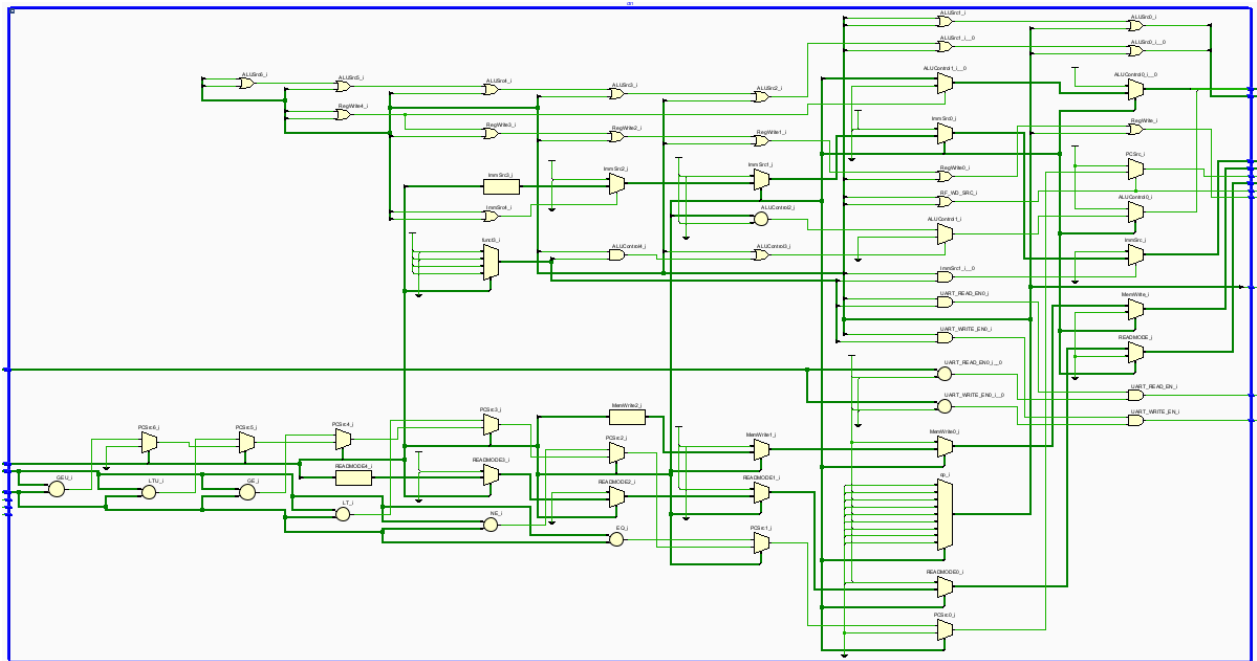 cn
ALUSrc1_i
ALUSrc0_i
ALUSrc1_i__0
ALUSrc0_i__0
ALUSrc6_i
ALUSrc5_i
ALUSrc4_i
ALUSrc3_i
ALUSrc2_i
ALUControl1_i__0
ALUControl0_i__0
RegWrite4_i
RegWrite3_i
RegWrite2_i
RegWrite1_i
ImmSrc0_i
RegWrite_i
ImmSrc3_i
ImmSrc2_i
ImmSrc1_i
RegWrite0_i
PCSrc_i
RF_WD_SRC_i
ImmSrc4_i
ALUControl2_i
ALUControl1_i
ALUControl0_i
funct3_i
ALUControl4_i
ALUControl3_i
ImmSrc_i
ImmSrc1_i__0
UART_READ_EN0_i
MemWrite_i
UART_WRITE_EN0_i
READMODE_i
UART_READ_EN0_i__0
UART_READ_EN_i
UART_WRITE_EN0_i__0
UART_WRITE_EN_i
MemWrite2_i
PCSrc6_i
PCSrc5_i
PCSrc4_i
PCSrc3_i
PCSrc2_i
MemWrite1_i
MemWrite0_i
READMODE4_i
READMODE3_i
GEU_i
LTU_i
GE_i
READMODE2_i
READMODE1_i
op_i
LT_i
NE_i
EQ_i
PCSrc1_i
READMODE0_i
PCSrc0_i